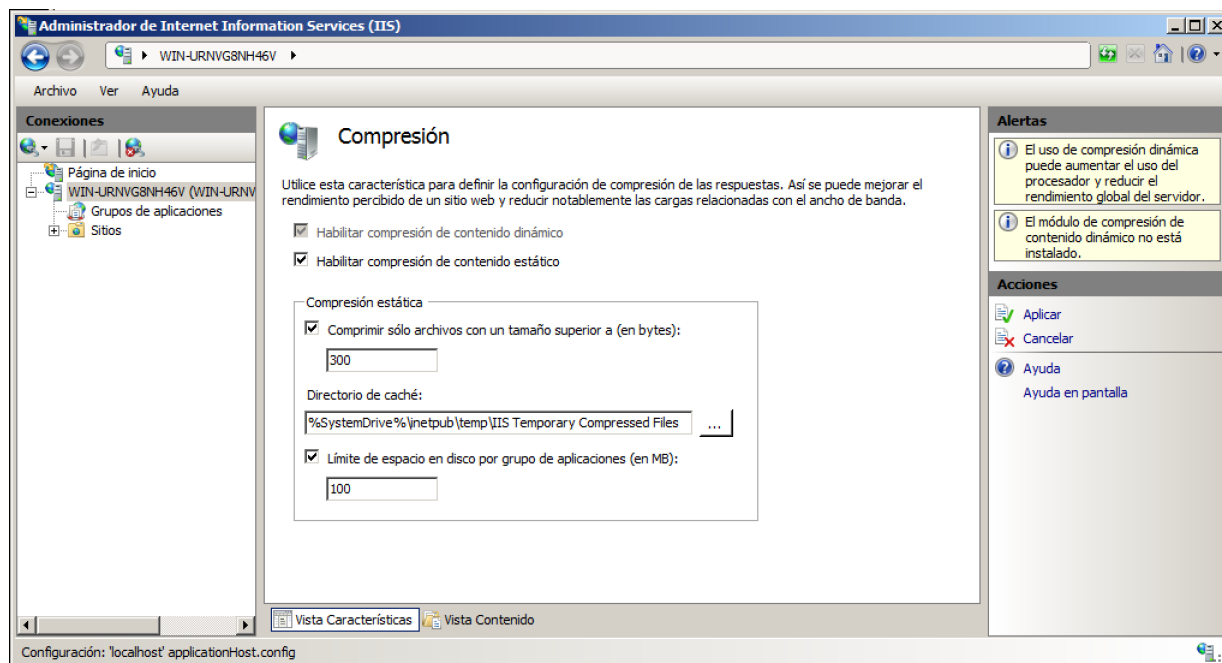 Administrador de Internet Information Services (IIS)
WIN-URNVG8NH46V
Archivo Ver Ayuda
Conexiones
Página de inicio
WIN-URNVG8NH46V (WIN-URNV
Grupos de aplicaciones
Sitios
Compresión
Utilice esta característica para definir la configuración de compresión de las respuestas. Así se puede mejorar el
rendimiento percibido de un sitio web y reducir notablemente las cargas relacionadas con el ancho de banda.
Habilitar compresión de contenido dinámico
Habilitar compresión de contenido estático
Compresión estática
Comprimir sólo archivos con un tamaño superior a (en bytes):
300
Directorio de caché:
%SystemDrive%\inetpub\temp\IIS Temporary Compressed Files
...
Límite de espacio en disco por grupo de aplicaciones (en MB):
100
Vista Características Vista Contenido
Alertas
El uso de compresión dinámica
puede aumentar el uso del
procesador y reducir el
rendimiento global del servidor.
El módulo de compresión de
contenido dinámico no está
instalado.
Acciones
Aplicar
Cancelar
Ayuda
Ayuda en pantalla
Configuración: 'localhost' applicationHost.config